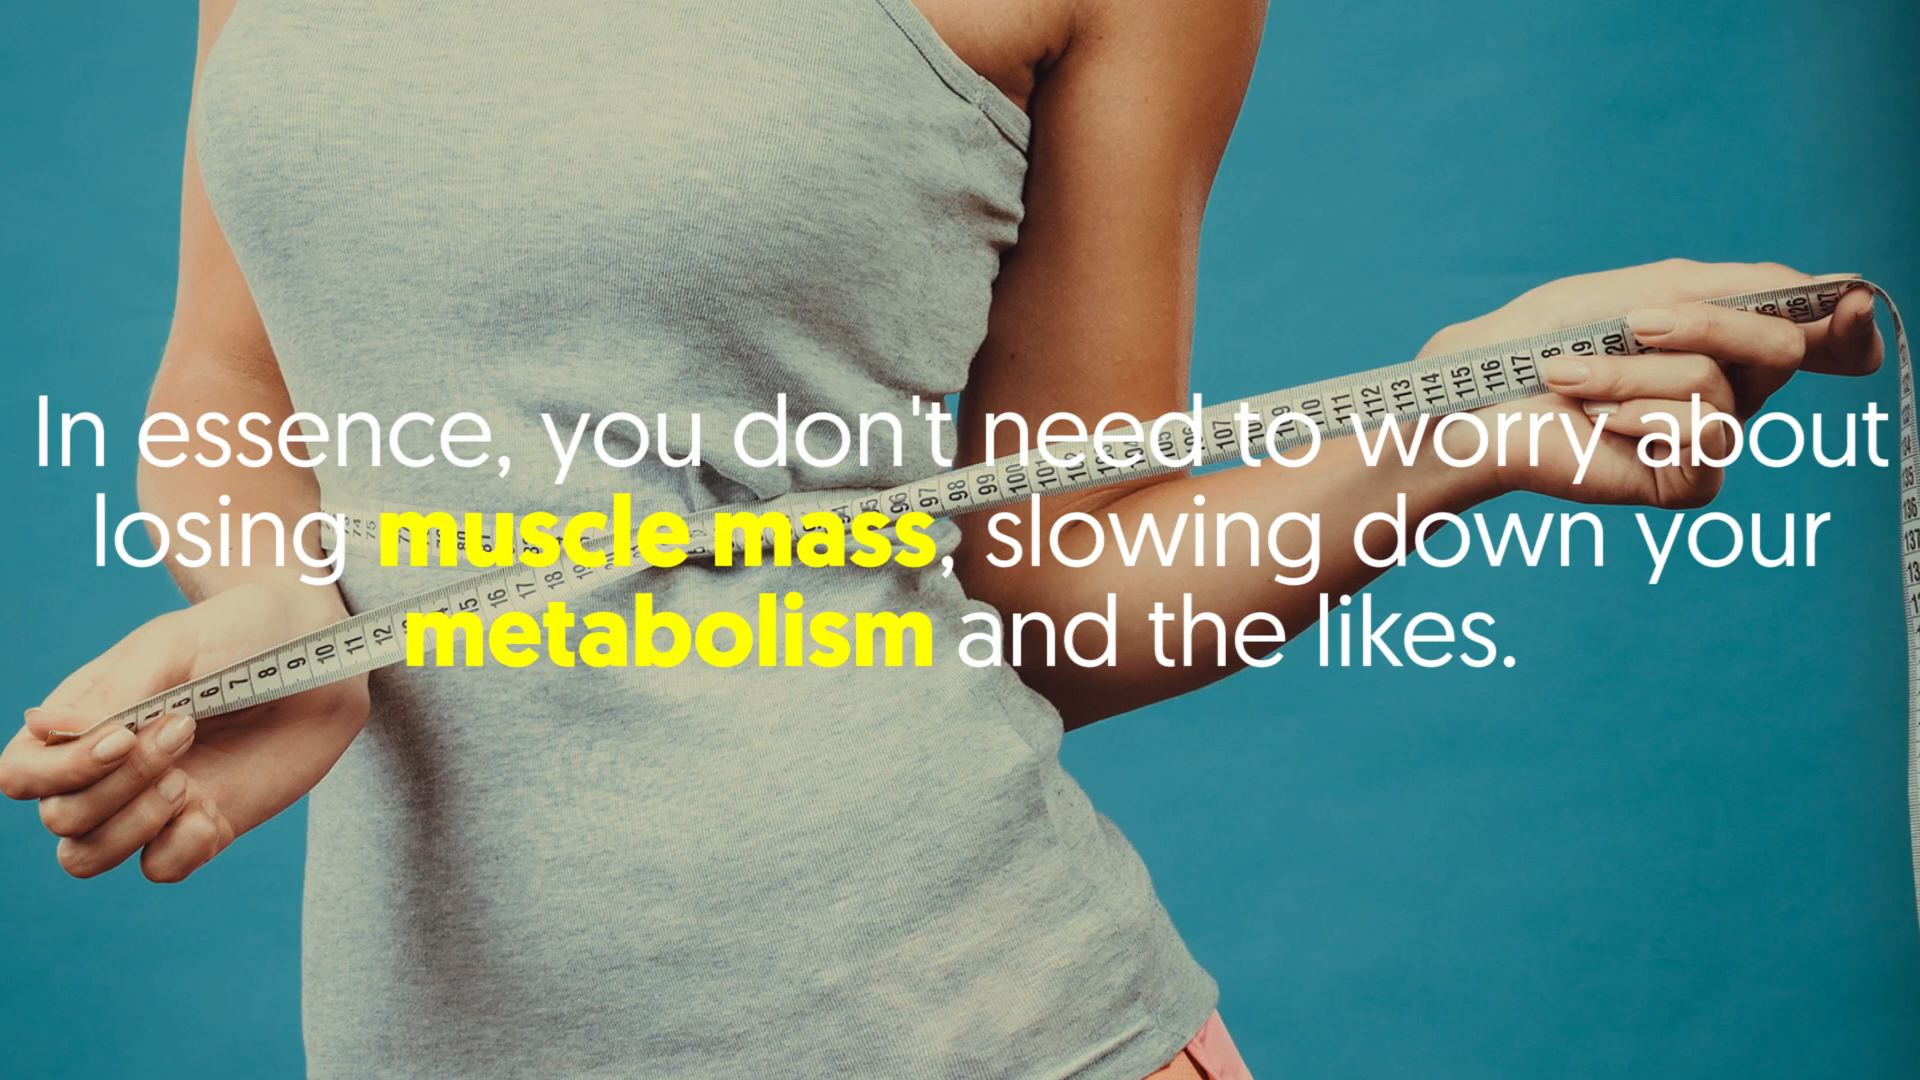 In essence, you don't need to worry about
losing muscle mass, slowing down your
metabolism and the likes.